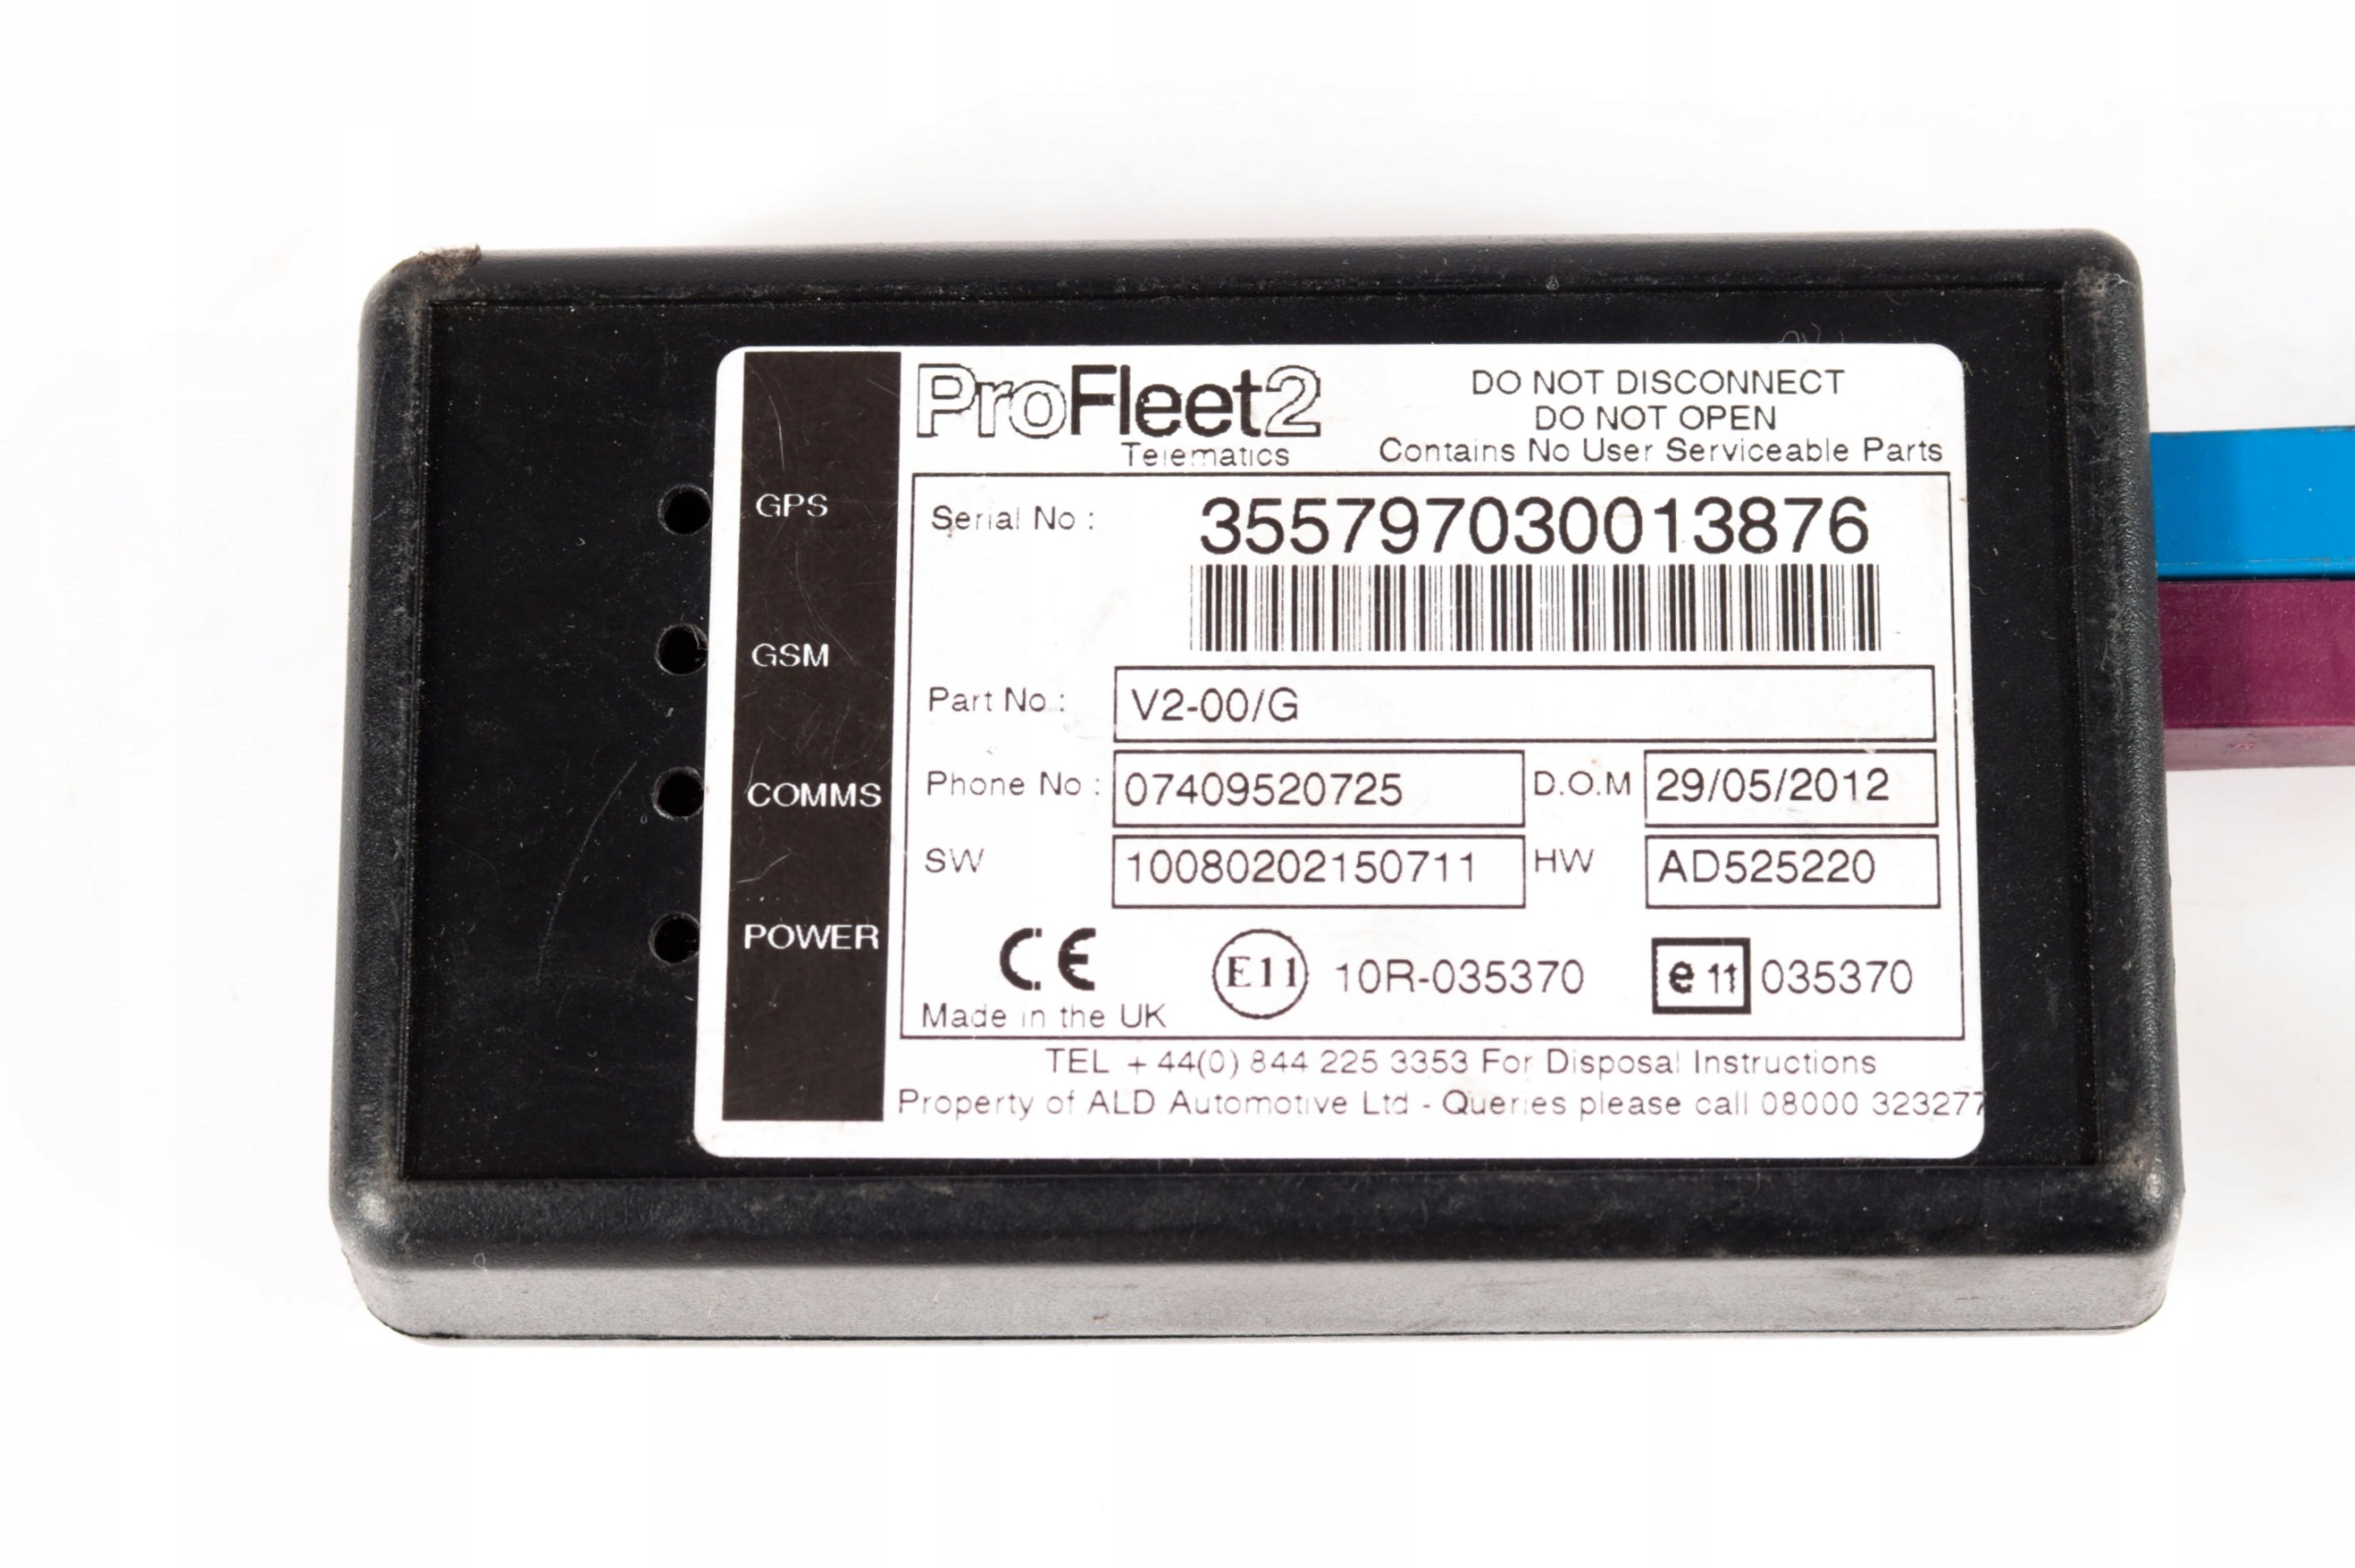 ProFleet2
Telematics
DO NOT DISCONNECT
DO NOT OPEN
Contains No User Serviceable Parts
GPS
GSM
COMMS
POWER
Serial No : 355797030013876
Part No : V2-00/G
Phone No : 07409520725 D.O.M 29/05/2012
SW 10080202150711 HW AD525220
CE E11 10R-035370 e11 035370
Made in the UK
TEL + 44(0) 844 225 3353 For Disposal Instructions
Property of ALD Automotive Ltd - Queries please call 08000 323277